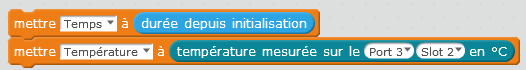 mettre Temps à durée depuis initialisation
mettre Température à température mesurée sur le Port 3 Slot 2 en °C